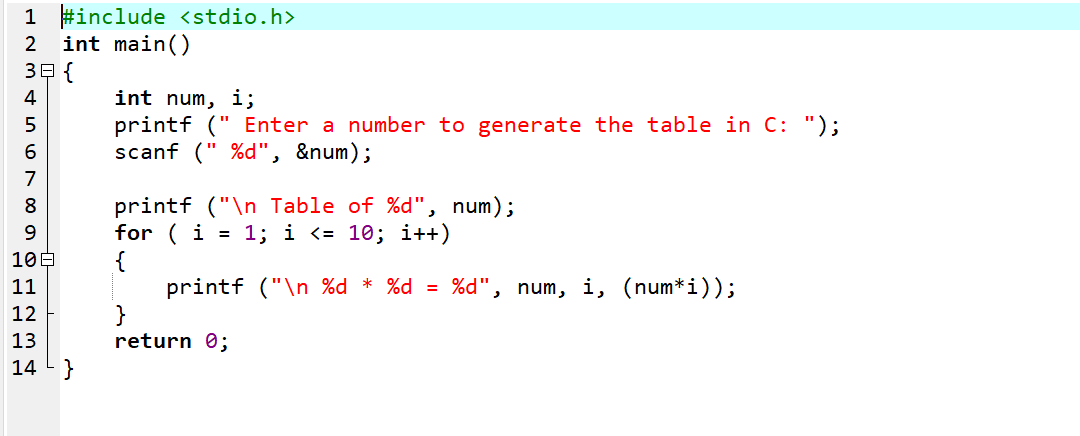 1 #include <stdio.h>
2 int main()
3 {
4     int num, i;
5     printf (" Enter a number to generate the table in C: ");
6     scanf (" %d", &num);
7
8     printf ("\n Table of %d", num);
9     for ( i = 1; i <= 10; i++)
10     {
11         printf ("\n %d * %d = %d", num, i, (num*i));
12     }
13     return 0;
14 }